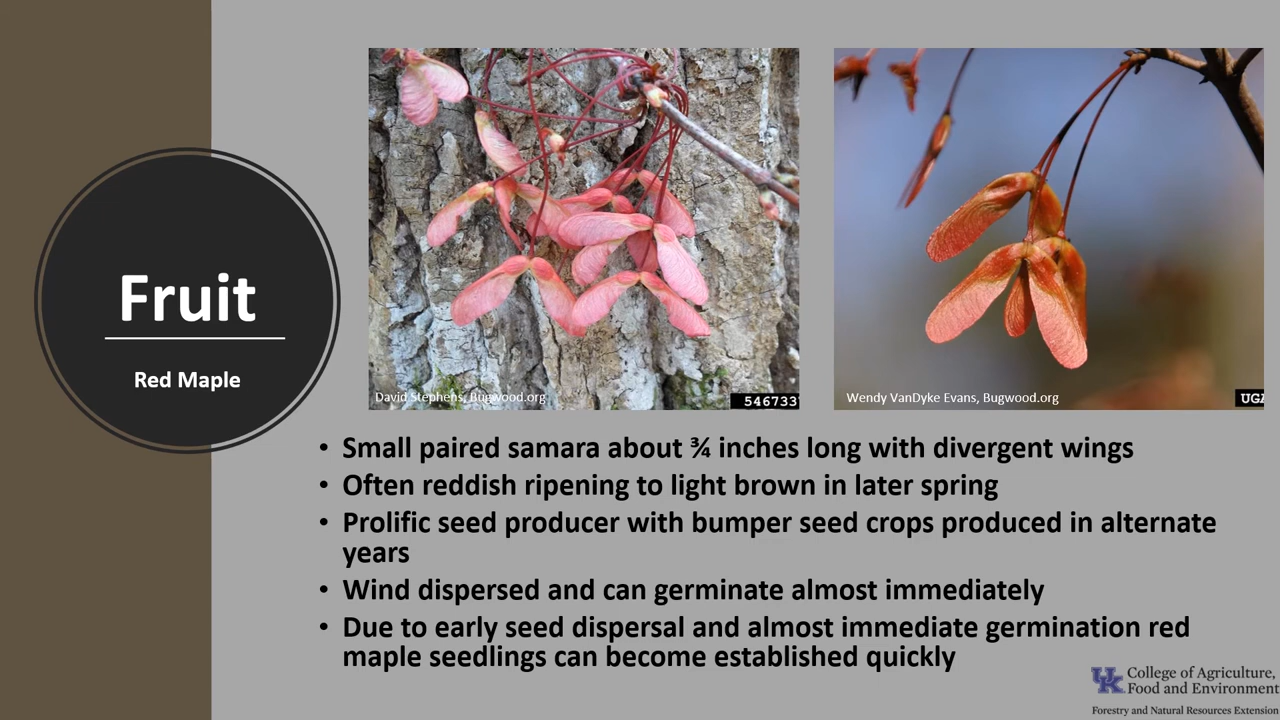 Fruit
Red Maple
David Stephens, Bugwood.org
546733
Wendy VanDyke Evans, Bugwood.org
• Small paired samara about ¾ inches long with divergent wings
• Often reddish ripening to light brown in later spring
• Prolific seed producer with bumper seed crops produced in alternate
years
• Wind dispersed and can germinate almost immediately
• Due to early seed dispersal and almost immediate germination red
maple seedlings can become established quickly
UK College of Agriculture,
Food and Environment
Forestry and Natural Resources Extension